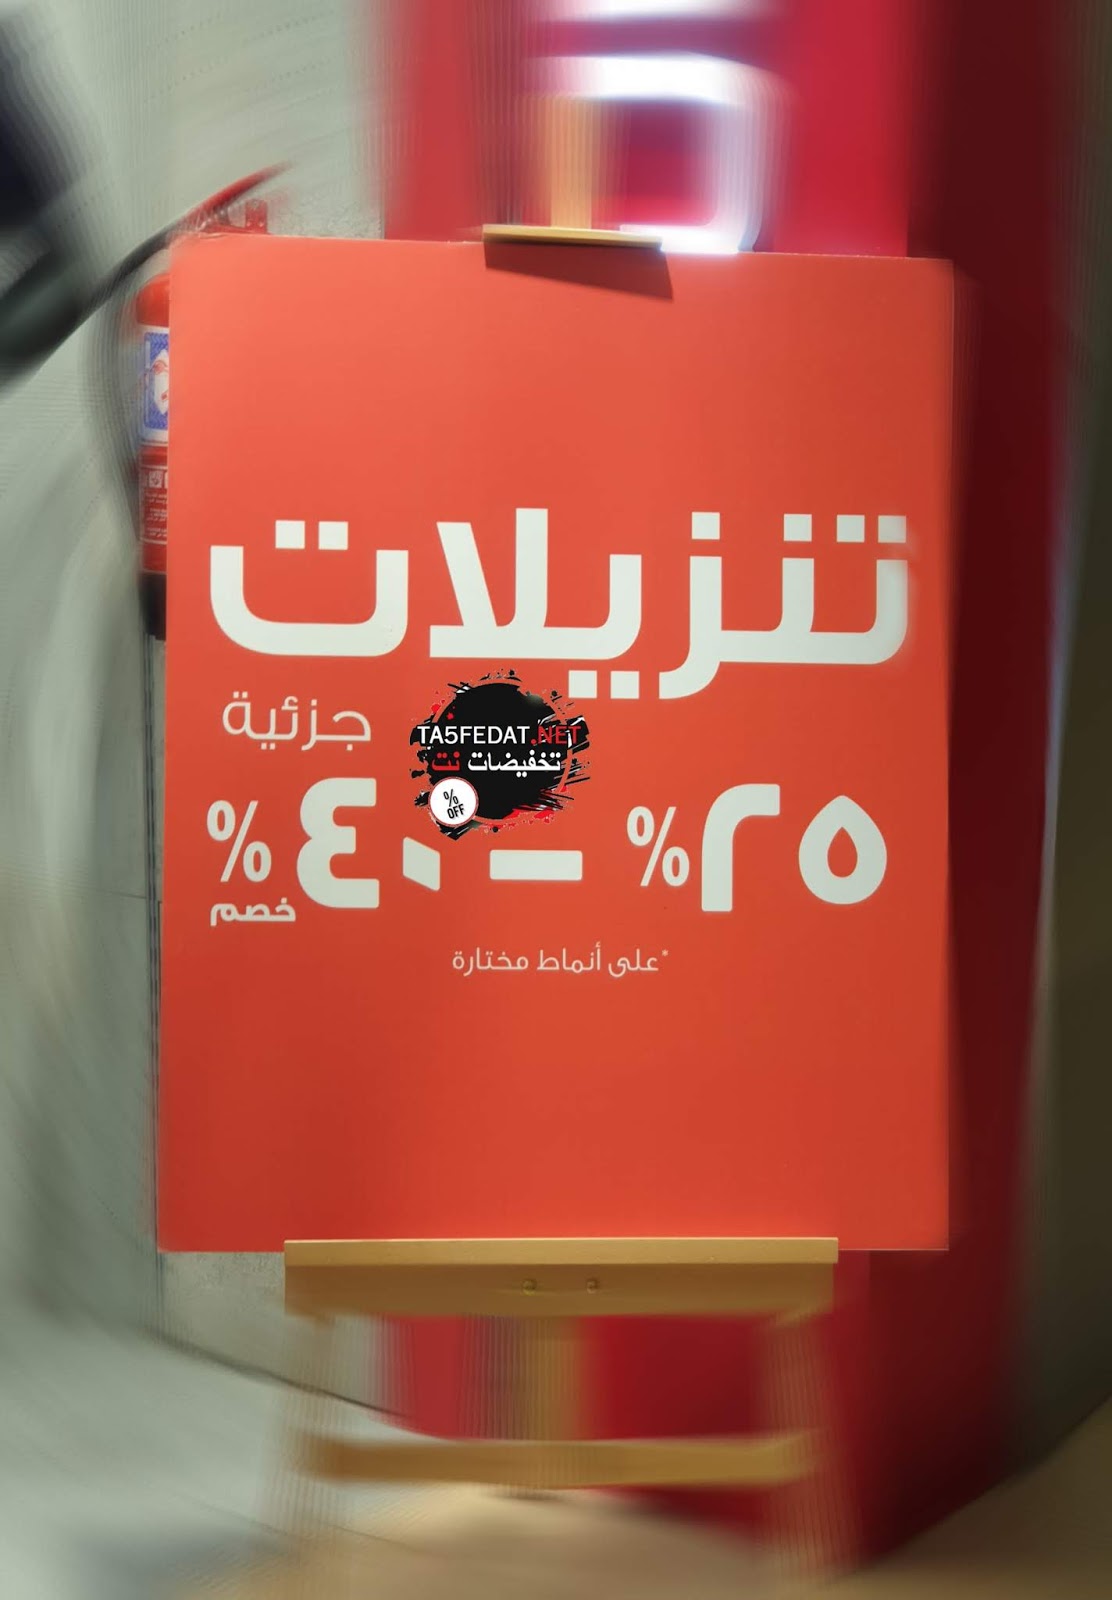 تنزيلات
جزئية
TA5FEDAT.NET
تخفيضات نت
% OFF
٢٥% – ٤٠%
خصم
*على أنماط مختارة